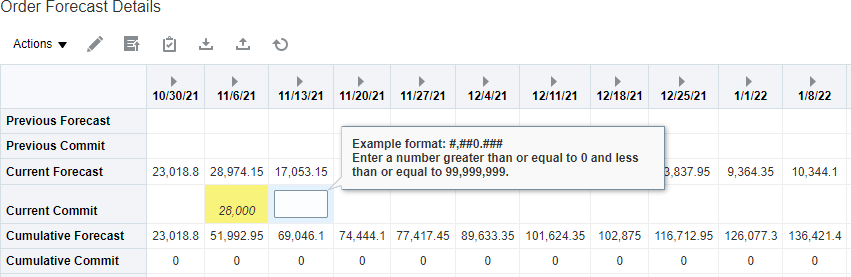 Order Forecast Details
Actions
10/30/21 11/6/21 11/13/21 11/20/21 11/27/21 12/4/21 12/11/21 12/18/21 12/25/21 1/1/22 1/8/22
Previous Forecast
Previous Commit
Example format: #,##0.###
Enter a number greater than or equal to 0 and less
than or equal to 99,999,999.
Current Forecast 23,018.8 28,974.15 17,053.15 3,837.95 9,364.35 10,344.1
Current Commit 28,000
Cumulative Forecast 23,018.8 51,992.95 69,046.1 74,444.1 77,417.45 89,633.35 101,624.35 102,875 116,712.95 126,077.3 136,421.4
Cumulative Commit 0 0 0 0 0 0 0 0 0 0 0